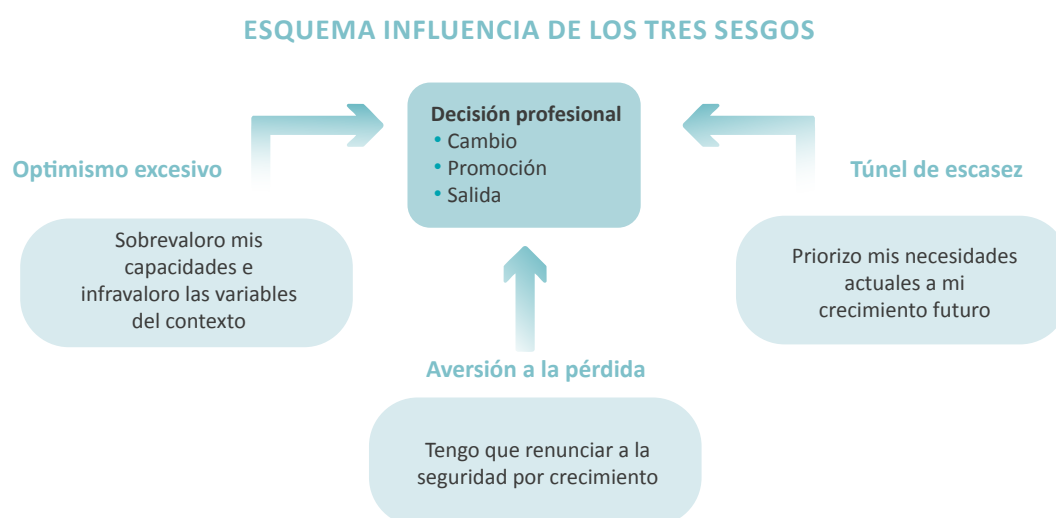 ESQUEMA INFLUENCIA DE LOS TRES SESGOS
Decisión profesional
• Cambio
• Promoción
• Salida
Optimismo excesivo
Sobrevaloro mis
capacidades e
infravaloro las variables
del contexto
Túnel de escasez
Priorizo mis necesidades
actuales a mi
crecimiento futuro
Aversión a la pérdida
Tengo que renunciar a la
seguridad por crecimiento